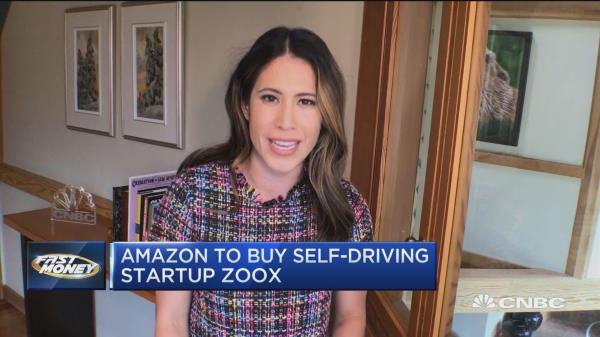 CNBC
FAST
MONEY
AMAZON TO BUY SELF-DRIVING
STARTUP ZOOX
CNBC